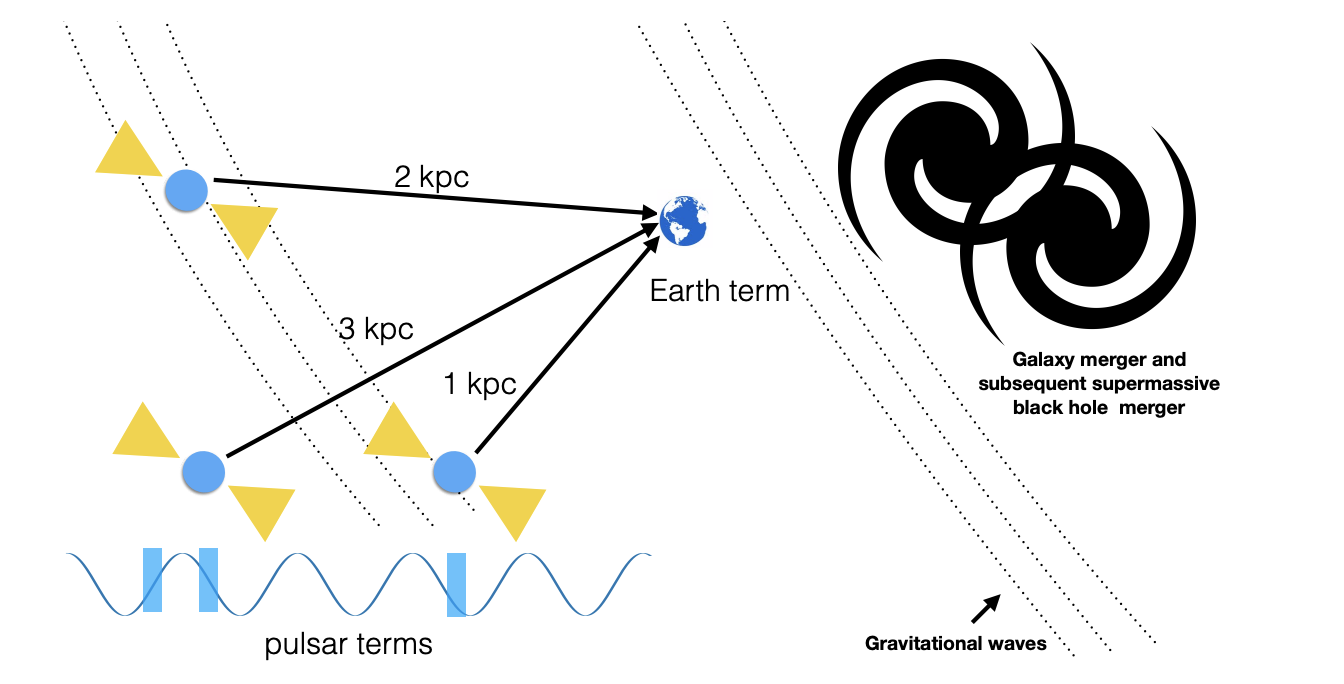 2 kpc
Earth term
3 kpc
1 kpc
Galaxy merger and
subsequent supermassive
black hole merger
pulsar terms
Gravitational waves